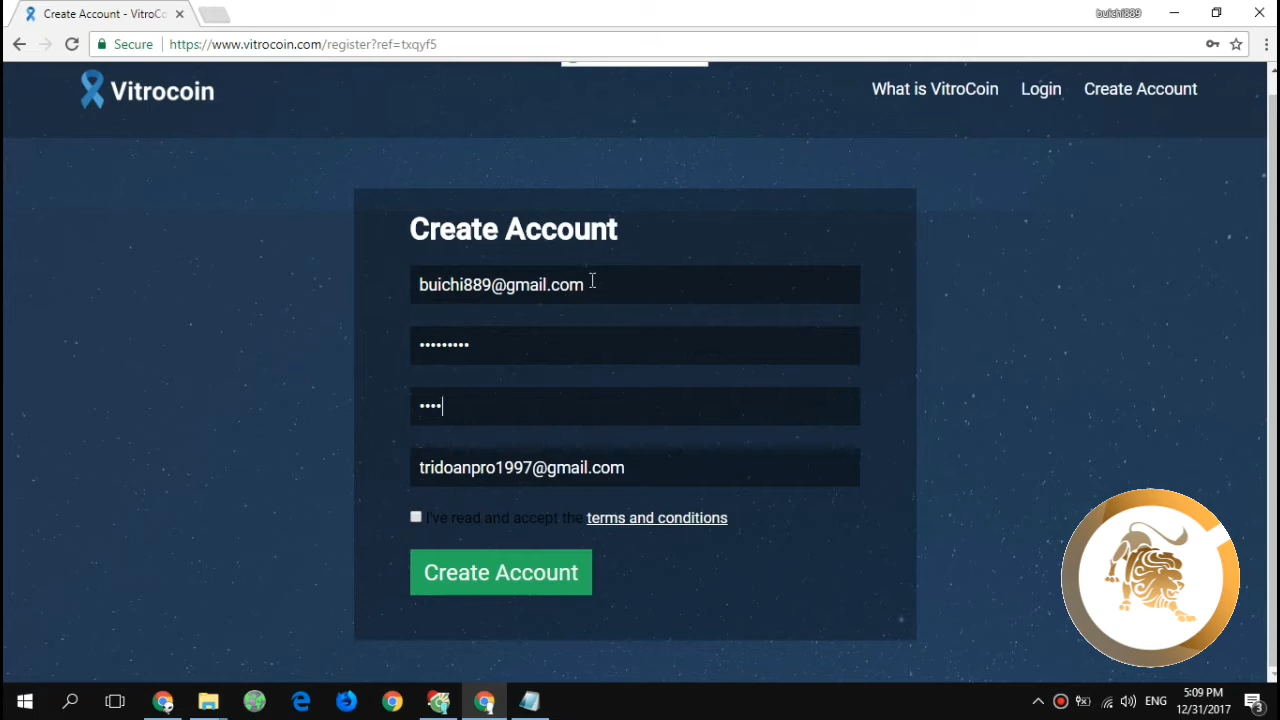 Create Account - VitroCo
buichi889
Secure
https://www.vitrocoin.com/register?ref=txqyf5
Vitrocoin
What is VitroCoin
Login
Create Account
Create Account
buichi889@gmail.com
•••••••••
••••
tridoanpro1997@gmail.com
I've read and accept the terms and conditions
Create Account
ENG
5:09 PM
12/31/2017
3